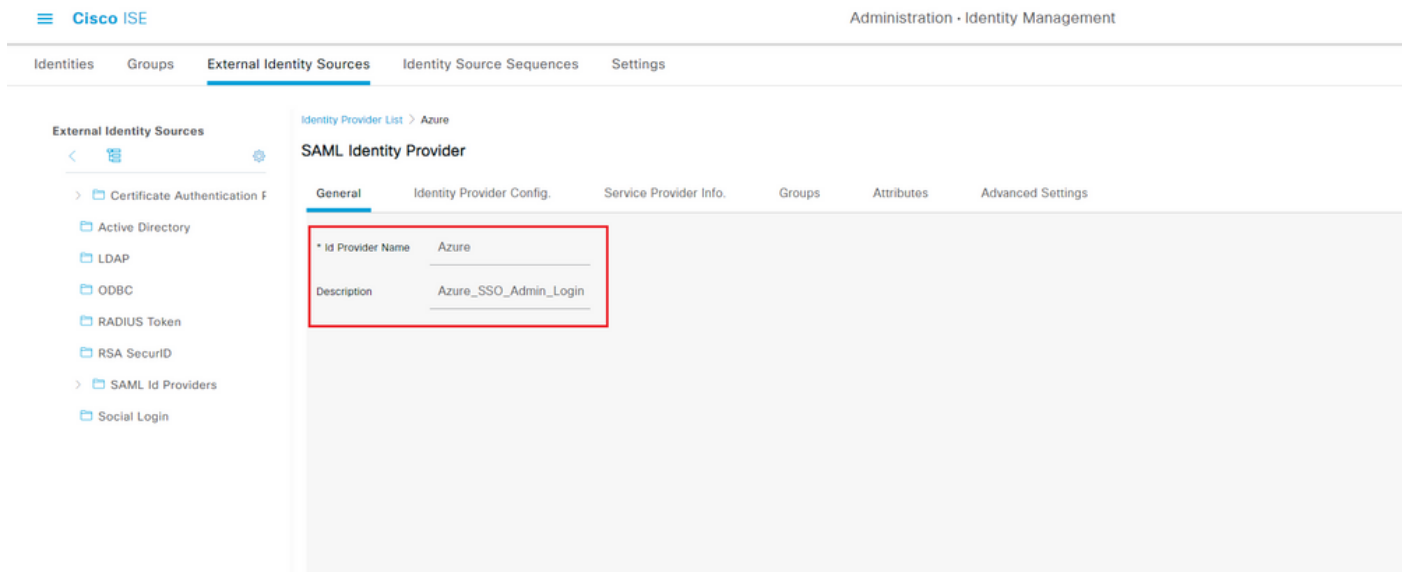 Cisco ISE
Administration · Identity Management
Identities Groups External Identity Sources Identity Source Sequences Settings
External Identity Sources
Certificate Authentication F
Active Directory
LDAP
ODBC
RADIUS Token
RSA SecurID
SAML Id Providers
Social Login
Identity Provider List > Azure
SAML Identity Provider
General Identity Provider Config. Service Provider Info. Groups Attributes Advanced Settings
* Id Provider Name Azure
Description Azure_SSO_Admin_Login